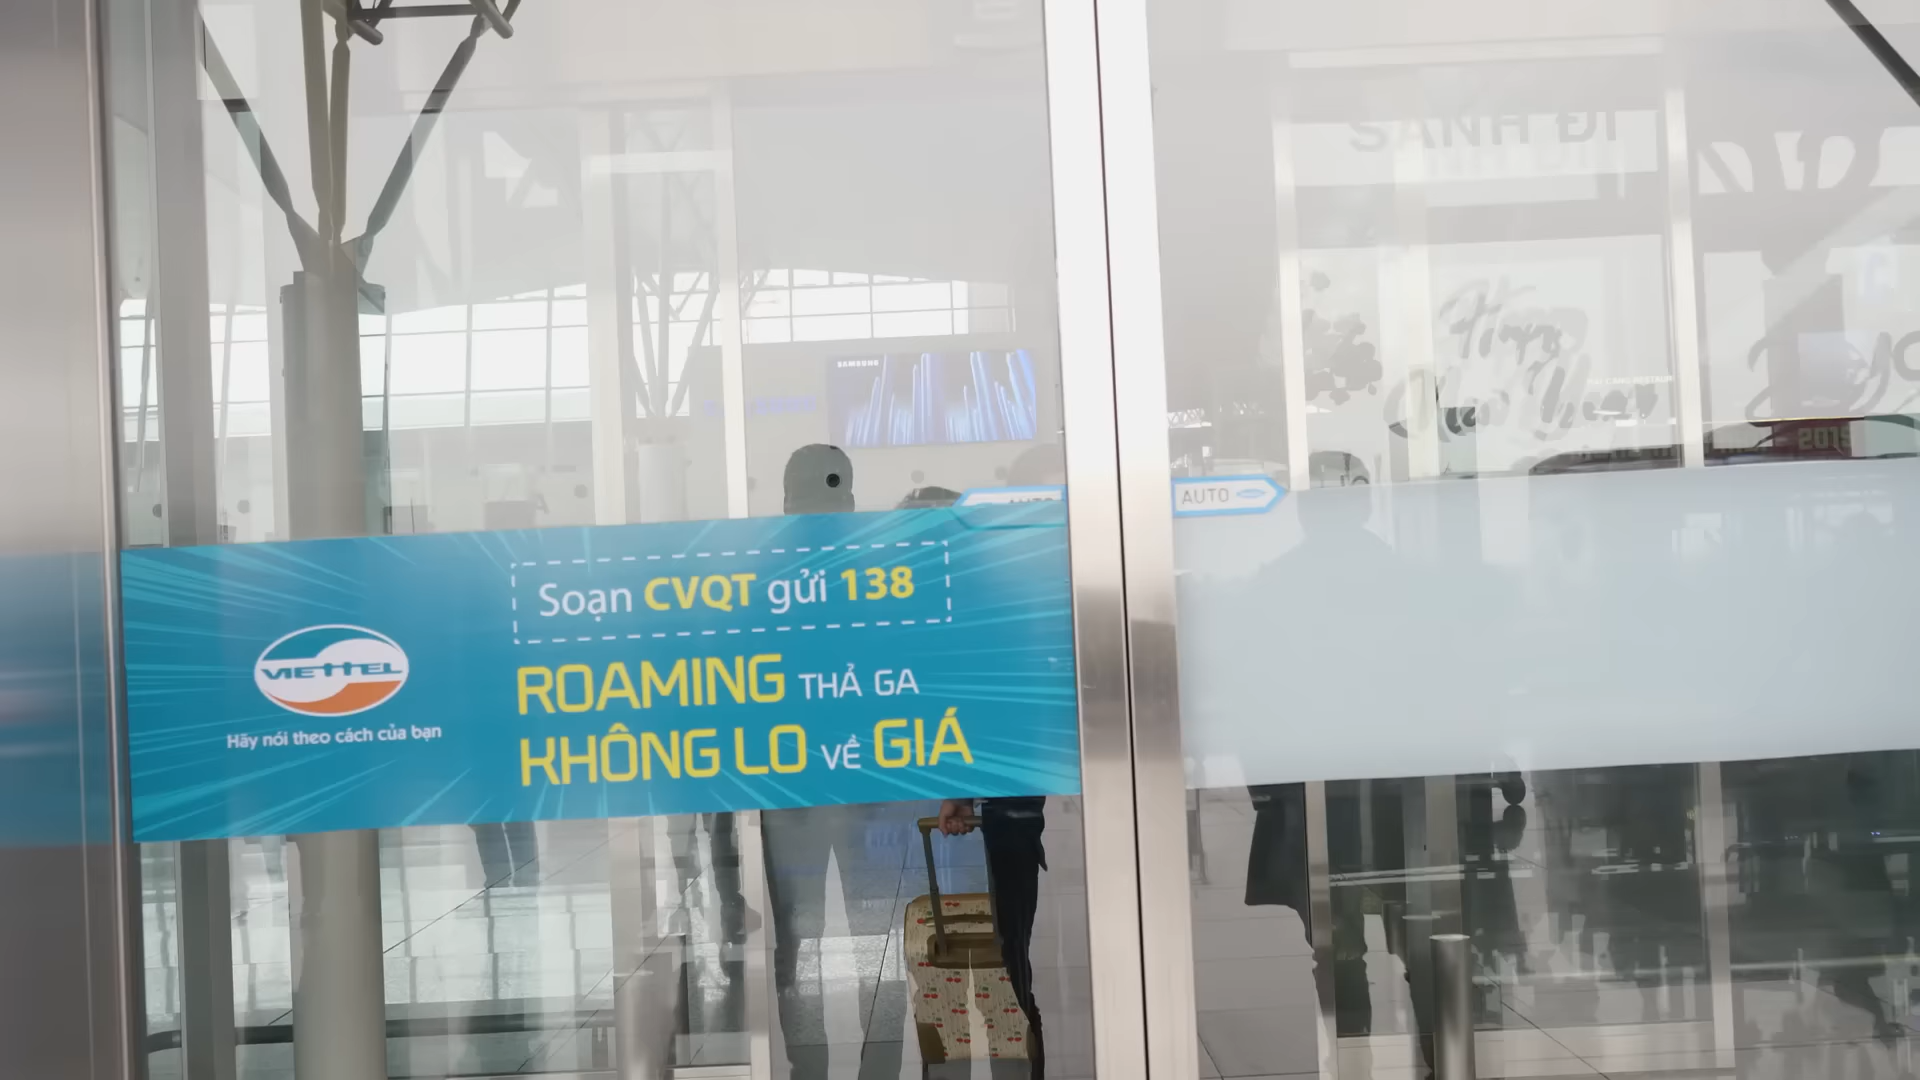 SẢNH ĐI
SAMSUNG
Happy
New Year
2019
AUTO
AUTO
Soạn CVQT gửi 138
VIETTEL
Hãy nói theo cách của bạn
ROAMING THẢ GA
KHÔNG LO VỀ GIÁ